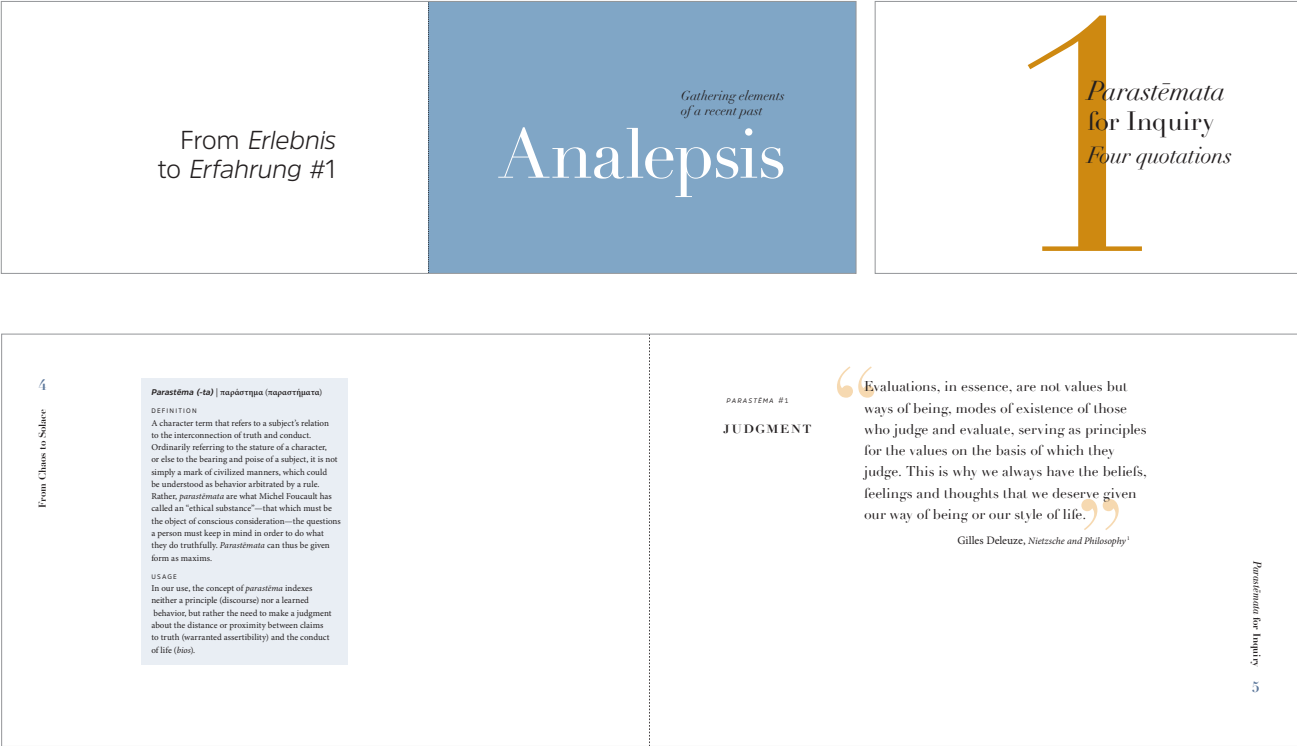 From Erlebnis
to Erfahrung #1
Gathering elements
of a recent past
Analepsis
1
Parastēmata
for Inquiry
Four quotations
4
From Chaos to Solace
Parastēma (-ta) | παράστημα (παραστήματα)
DEFINITION
A character term that refers to a subject’s relation
to the interconnection of truth and conduct.
Ordinarily referring to the stature of a character,
or else to the bearing and poise of a subject, it is not
simply a mark of civilized manners, which could
be understood as behavior arbitrated by a rule.
Rather, parastēmata are what Michel Foucault has
called an “ethical substance”—that which must be
the object of conscious consideration—the questions
a person must keep in mind in order to do what
they do truthfully. Parastēmata can thus be given
form as maxims.
USAGE
In our use, the concept of parastēma indexes
neither a principle (discourse) nor a learned
behavior, but rather the need to make a judgment
about the distance or proximity between claims
to truth (warranted assertibility) and the conduct
of life (bios).
PARASTĒMA #1
JUDGMENT
“Evaluations, in essence, are not values but
ways of being, modes of existence of those
who judge and evaluate, serving as principles
for the values on the basis of which they
judge. This is why we always have the beliefs,
feelings and thoughts that we deserve given
our way of being or our style of life.”
Gilles Deleuze, Nietzsche and Philosophy¹
Parastēmata for Inquiry
5